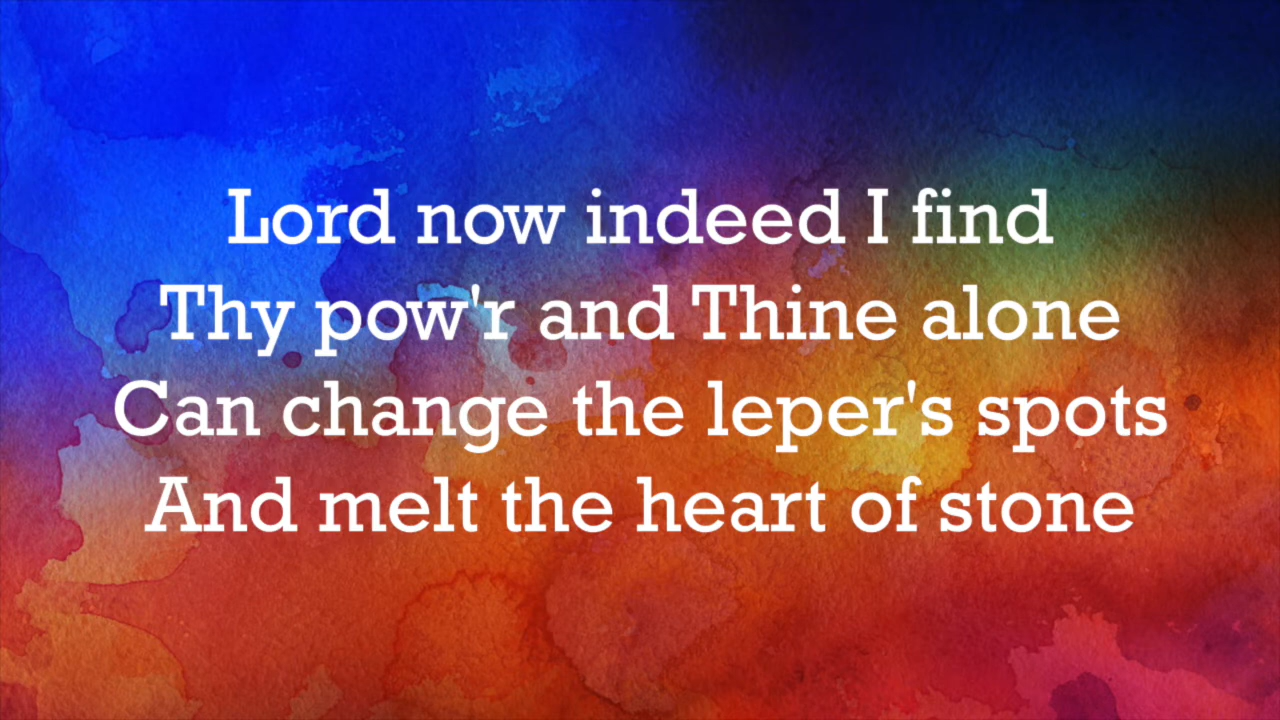 Lord now indeed I find
Thy pow'r and Thine alone
Can change the leper's spots
And melt the heart of stone